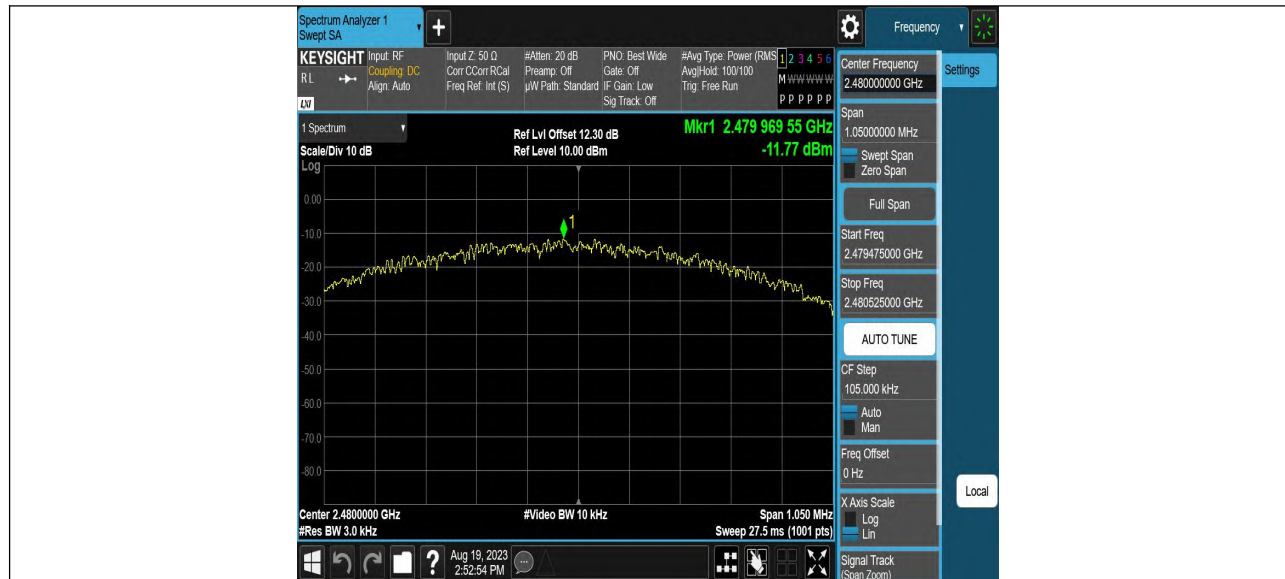 Spectrum Analyzer 1
Swept SA
+
Frequency
KEYSIGHT
RL
LXI
Input: RF
Coupling: DC
Align: Auto
Input Z: 50 Ω
Corr CCorr RCal
Freq Ref: Int (S)
#Atten: 20 dB
Preamp: Off
µW Path: Standard
PNO: Best Wide
Gate: Off
IF Gain: Low
Sig Track: Off
#Avg Type: Power (RMS
Avg|Hold: 100/100
Trig: Free Run
1 2 3 4 5 6
M W W W W W
P P P P P P
Center Frequency
2.480000000 GHz
Settings
1 Spectrum
Scale/Div 10 dB
Ref Lvl Offset 12.30 dB
Ref Level 10.00 dBm
Mkr1 2.479 969 55 GHz
-11.77 dBm
Log
0.00
-10.0
-20.0
-30.0
-40.0
-50.0
-60.0
-70.0
-80.0
1
Center 2.4800000 GHz
#Res BW 3.0 kHz
#Video BW 10 kHz
Span 1.050 MHz
Sweep 27.5 ms (1001 pts)
Span
1.05000000 MHz
Swept Span
Zero Span
Full Span
Start Freq
2.479475000 GHz
Stop Freq
2.480525000 GHz
AUTO TUNE
CF Step
105.000 kHz
Auto
Man
Freq Offset
0 Hz
X Axis Scale
Log
Lin
Local
Signal Track
(Span Zoom)
?
Aug 19, 2023
2:52:54 PM